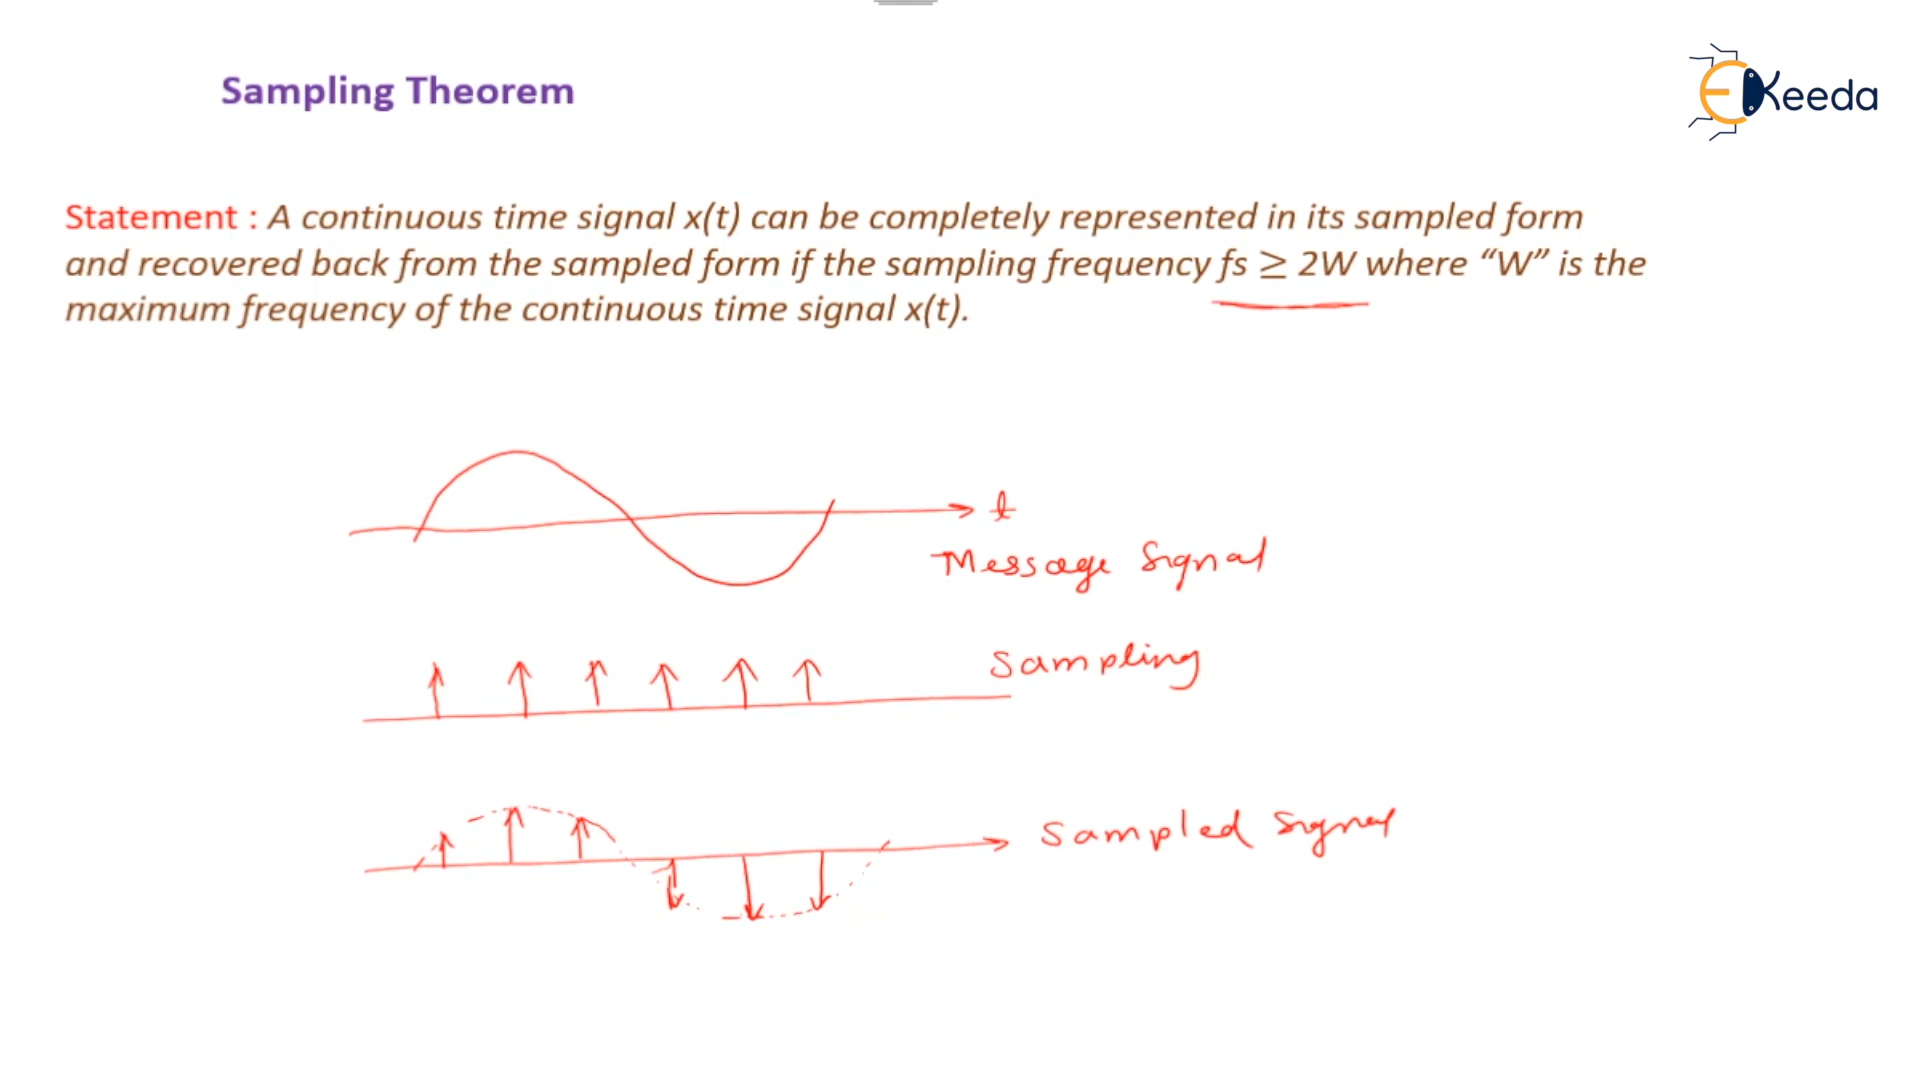 Sampling Theorem
EKeeda
Statement : A continuous time signal x(t) can be completely represented in its sampled form
and recovered back from the sampled form if the sampling frequency fs ≥ 2W where “W” is the
maximum frequency of the continuous time signal x(t).
t
Message Signal
Sampling
Sampled Signal